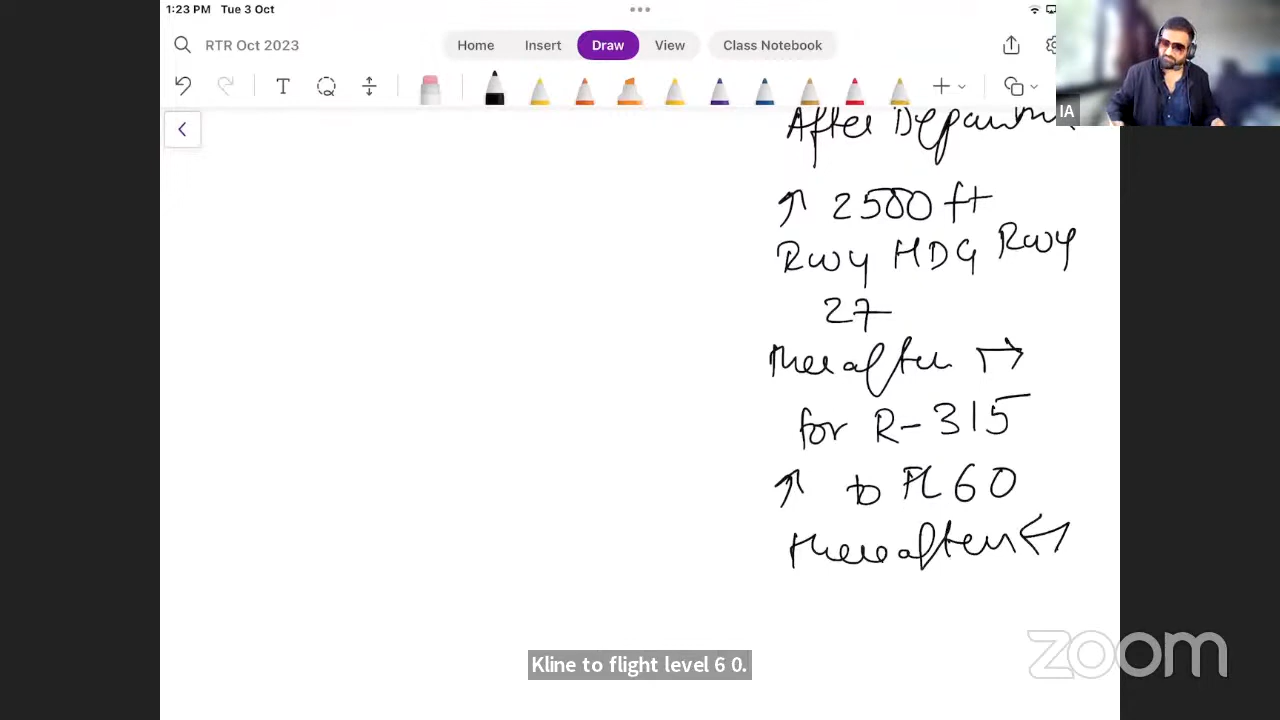 1:23 PM Tue 3 Oct
RTR Oct 2023
Home Insert Draw View Class Notebook
T
IA
After Departure
↑ 2500 ft
Rwy HDG Rwy
27
thereafter ↱
for R-315
↑ to FL 60
thereafter ↰
Kline to flight level 6 0.
zoom